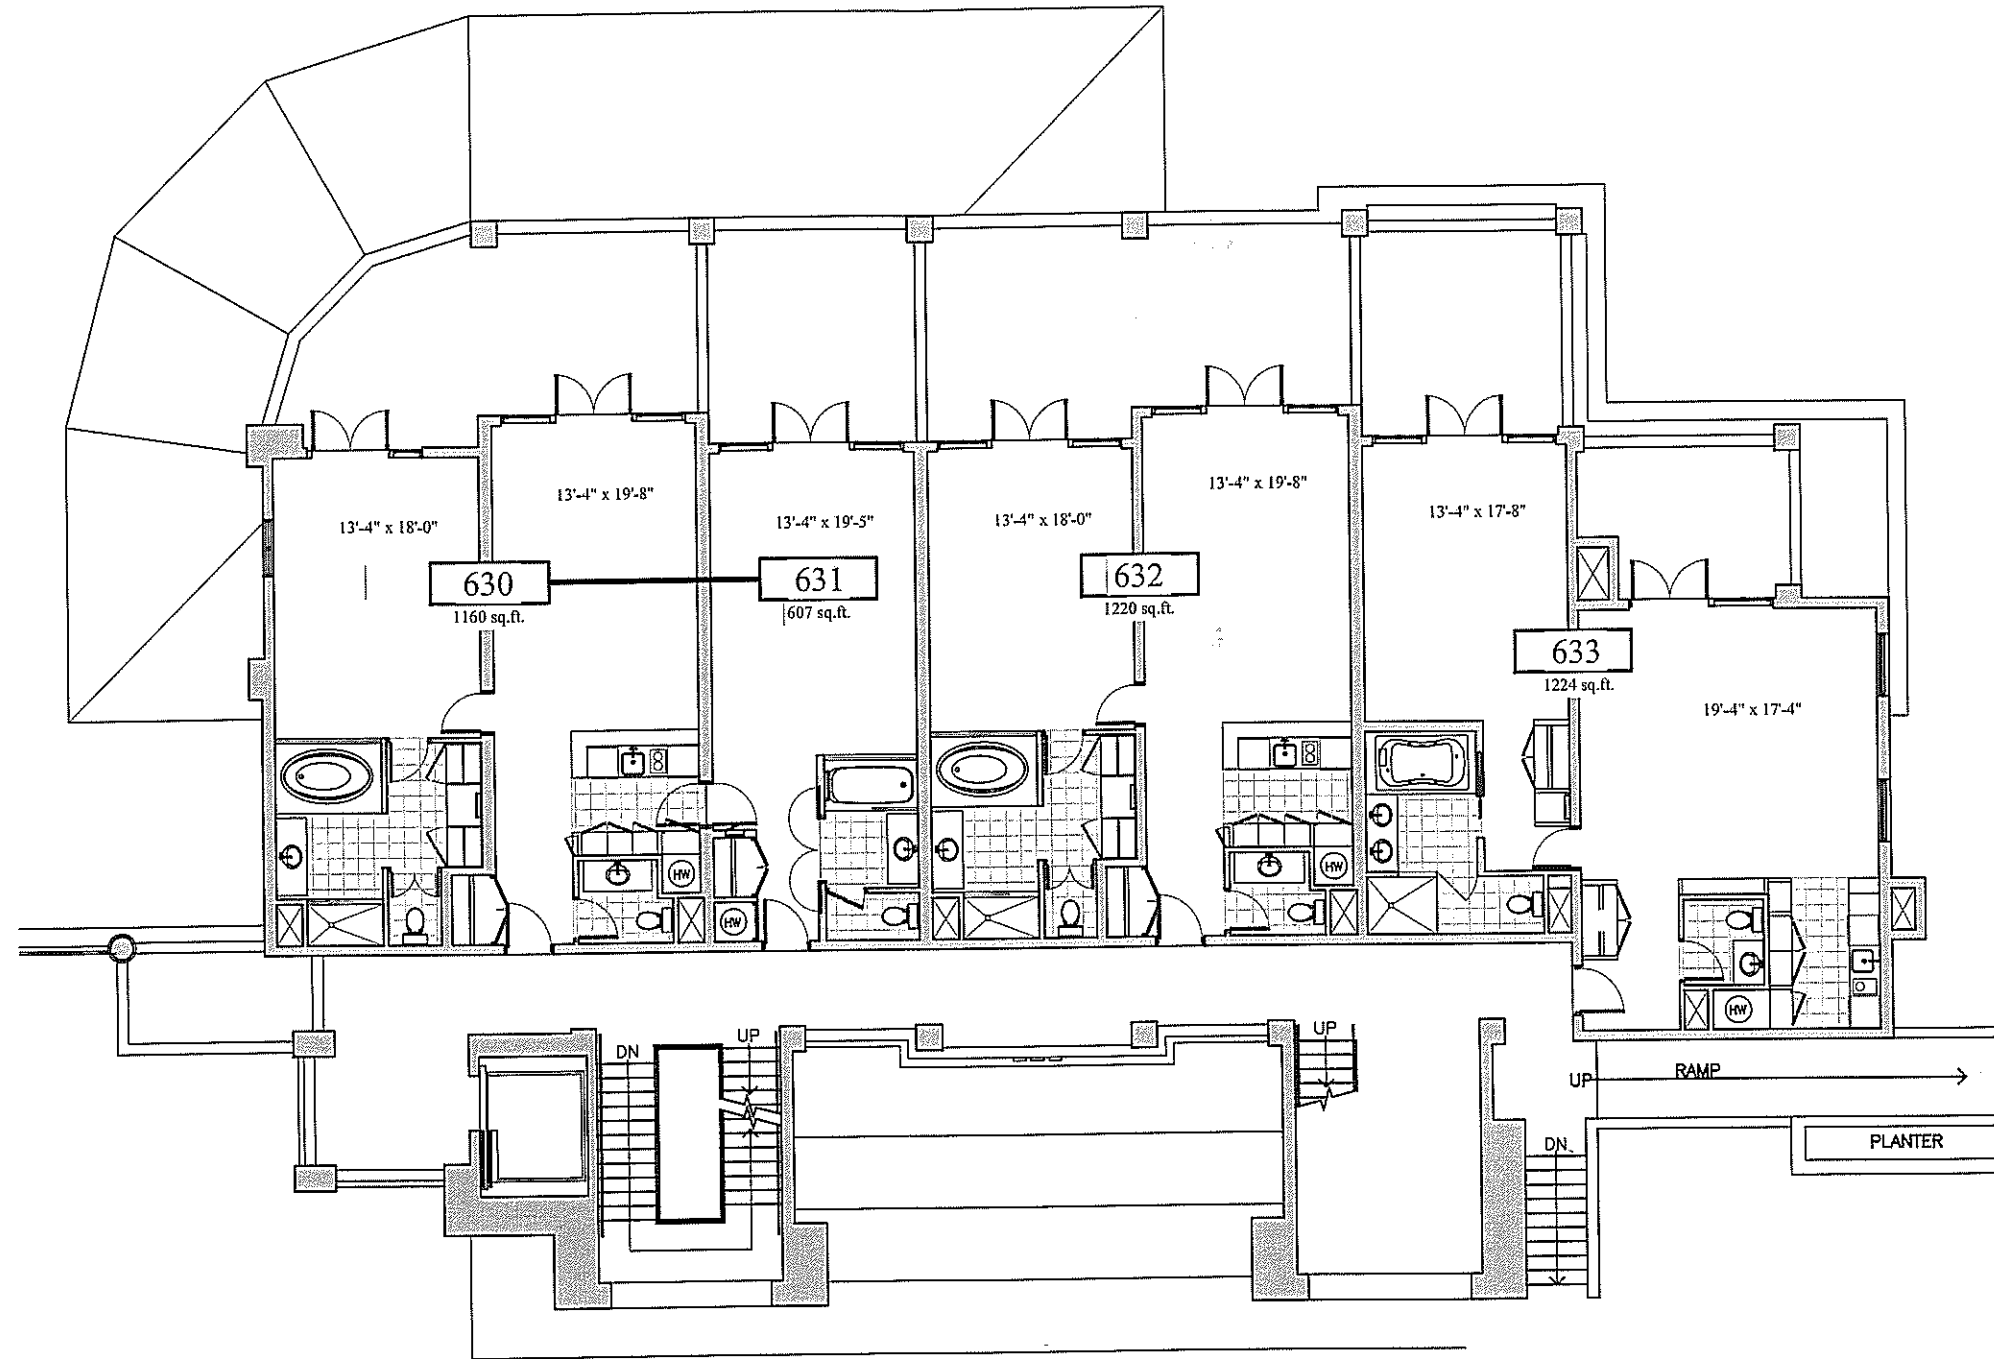 13'-4" x 18'-0"
13'-4" x 19'-8"
13'-4" x 19'-5"
13'-4" x 18'-0"
13'-4" x 19'-8"
13'-4" x 17'-8"
630
1160 sq.ft.
631
607 sq.ft.
632
1220 sq.ft.
633
1224 sq.ft.
19'-4" x 17'-4"
HW
HW
HW
HW
DN
UP
UP
UP
RAMP
DN
PLANTER